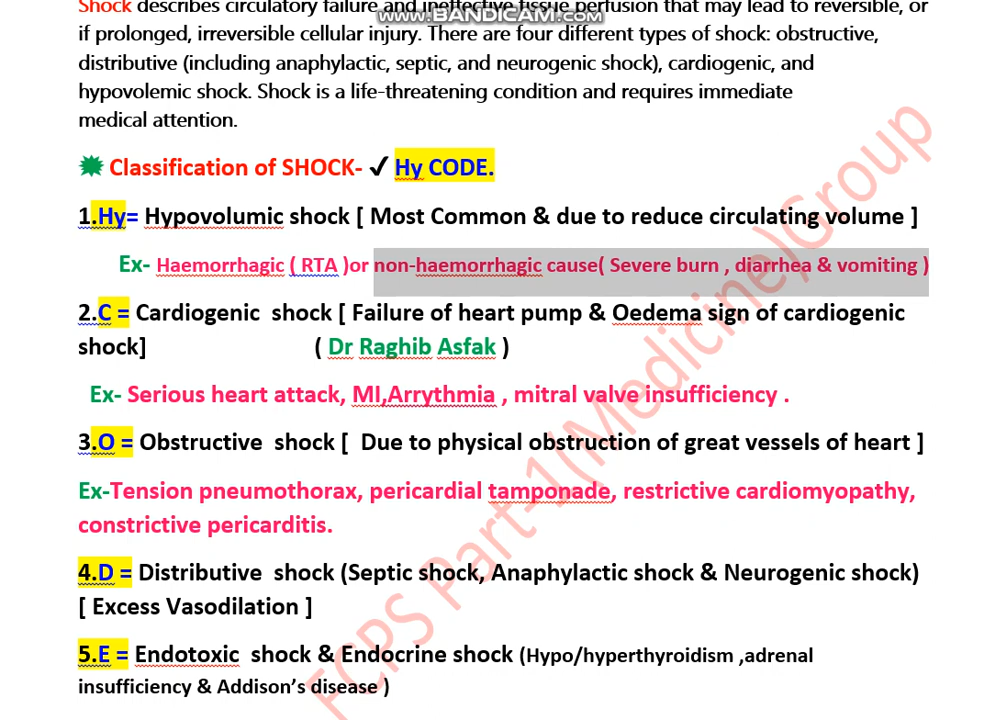 Shock describes circulatory failure and ineffective tissue perfusion that may lead to reversible, or
www.BANDICAM.com
if prolonged, irreversible cellular injury. There are four different types of shock: obstructive,
distributive (including anaphylactic, septic, and neurogenic shock), cardiogenic, and
hypovolemic shock. Shock is a life-threatening condition and requires immediate
medical attention.
Classification of SHOCK- ✓ Hy CODE.
1.Hy= Hypovolumic shock [ Most Common & due to reduce circulating volume ]
Ex- Haemorrhagic ( RTA )or non-haemorrhagic cause( Severe burn , diarrhea & vomiting )
2.C = Cardiogenic shock [ Failure of heart pump & Oedema sign of cardiogenic
shock] ( Dr Raghib Asfak )
Ex- Serious heart attack, MI,Arrythmia , mitral valve insufficiency .
3.O = Obstructive shock [ Due to physical obstruction of great vessels of heart ]
Ex-Tension pneumothorax, pericardial tamponade, restrictive cardiomyopathy,
constrictive pericarditis.
4.D = Distributive shock (Septic shock, Anaphylactic shock & Neurogenic shock)
[ Excess Vasodilation ]
5.E = Endotoxic shock & Endocrine shock (Hypo/hyperthyroidism ,adrenal
insufficiency & Addison's disease )
FCPS Part-1(Medicine)Group